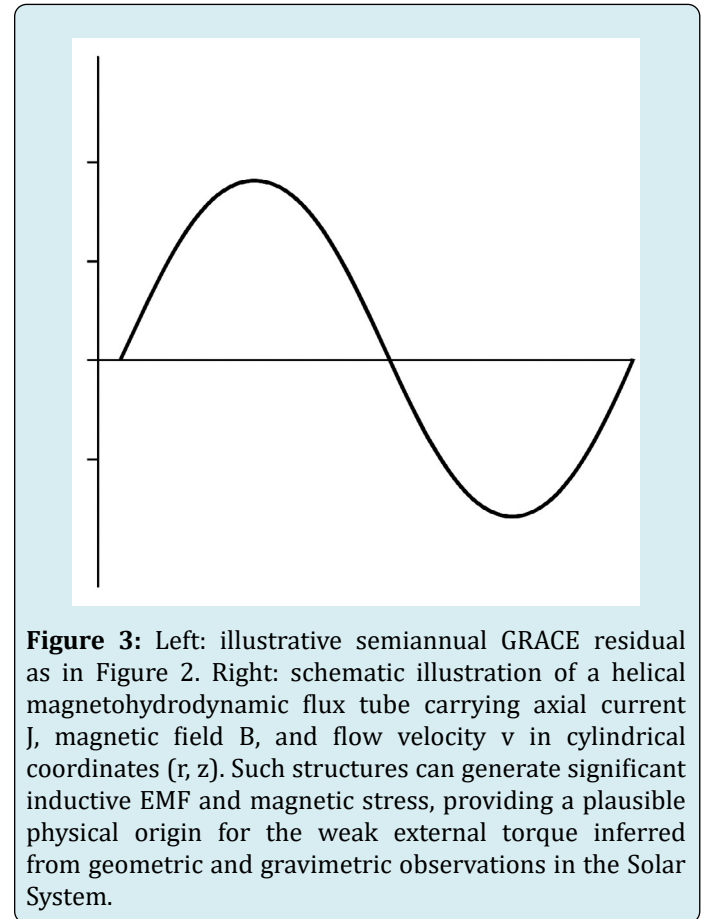 Figure 3: Left: illustrative semiannual GRACE residual
as in Figure 2. Right: schematic illustration of a helical
magnetohydrodynamic flux tube carrying axial current
J, magnetic field B, and flow velocity v in cylindrical
coordinates (r, z). Such structures can generate significant
inductive EMF and magnetic stress, providing a plausible
physical origin for the weak external torque inferred
from geometric and gravimetric observations in the Solar
System.